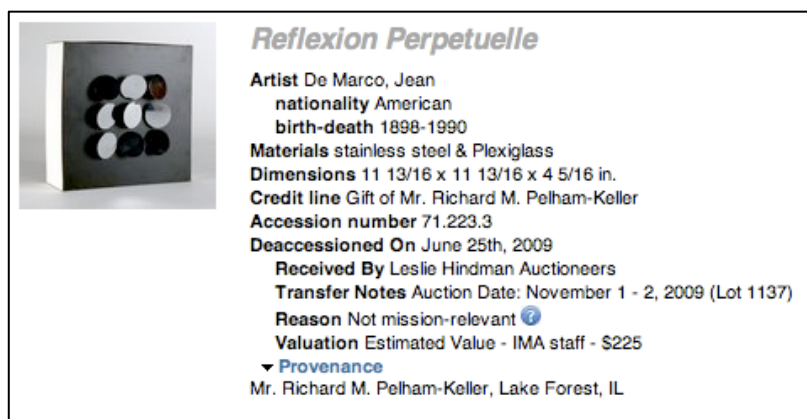 Reflexion Perpetuelle
Artist De Marco, Jean
nationality American
birth-death 1898-1990
Materials stainless steel & Plexiglass
Dimensions 11 13/16 x 11 13/16 x 4 5/16 in.
Credit line Gift of Mr. Richard M. Pelham-Keller
Accession number 71.223.3
Deaccessioned On June 25th, 2009
Received By Leslie Hindman Auctioneers
Transfer Notes Auction Date: November 1 - 2, 2009 (Lot 1137)
Reason Not mission-relevant ?
Valuation Estimated Value - IMA staff - $225
Provenance
Mr. Richard M. Pelham-Keller, Lake Forest, IL